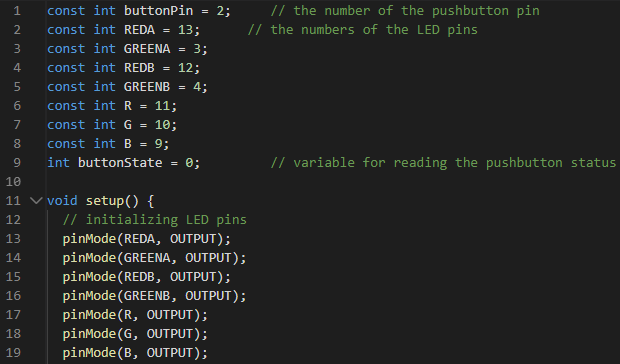 1 const int buttonPin = 2; // the number of the pushbutton pin
2 const int REDA = 13; // the numbers of the LED pins
3 const int GREENA = 3;
4 const int REDB = 12;
5 const int GREENB = 4;
6 const int R = 11;
7 const int G = 10;
8 const int B = 9;
9 int buttonState = 0; // variable for reading the pushbutton status
10
11 void setup() {
12 // initializing LED pins
13 pinMode(REDA, OUTPUT);
14 pinMode(GREENA, OUTPUT);
15 pinMode(REDB, OUTPUT);
16 pinMode(GREENB, OUTPUT);
17 pinMode(R, OUTPUT);
18 pinMode(G, OUTPUT);
19 pinMode(B, OUTPUT);